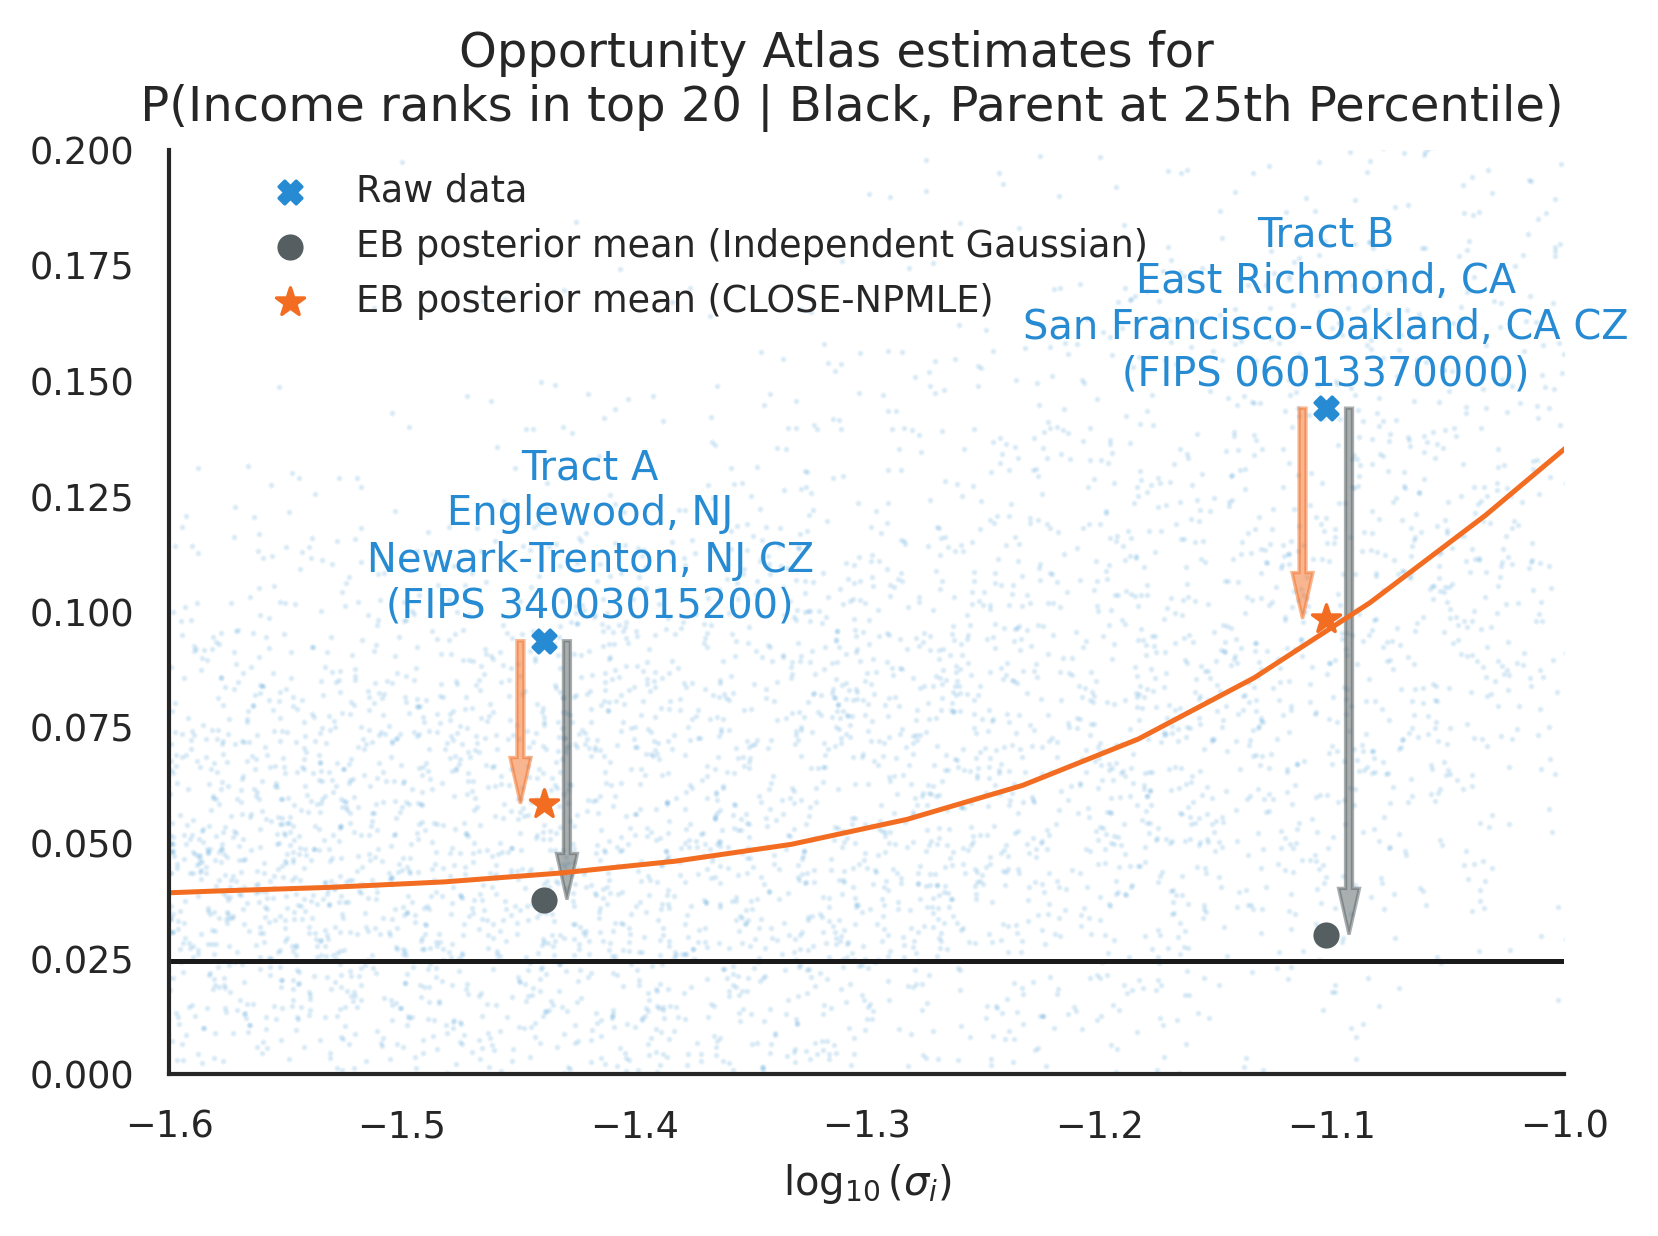 Opportunity Atlas estimates for
P(Income ranks in top 20 | Black, Parent at 25th Percentile)
0.200
0.175
0.150
0.125
0.100
0.075
0.050
0.025
0.000
Raw data
EB posterior mean (Independent Gaussian)
EB posterior mean (CLOSE-NPMLE)
Tract B
East Richmond, CA
San Francisco-Oakland, CA CZ
(FIPS 06013370000)
Tract A
Englewood, NJ
Newark-Trenton, NJ CZ
(FIPS 34003015200)
−1.6
−1.5
−1.4
−1.3
−1.2
−1.1
−1.0
log₁₀(σᵢ)